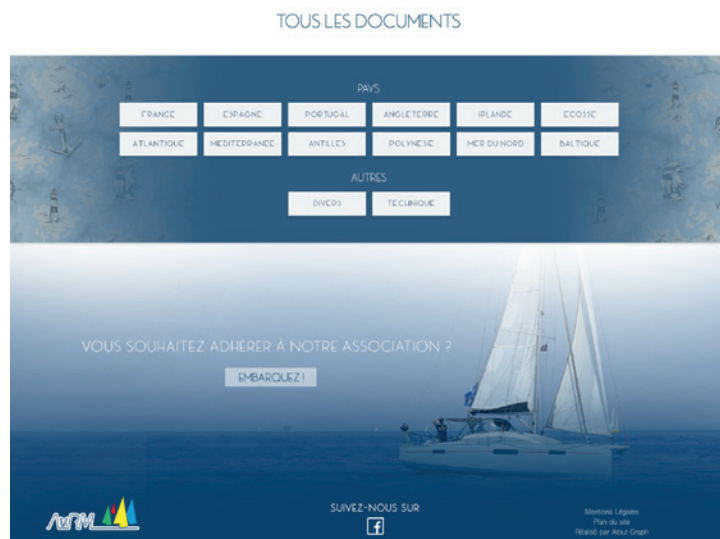 TOUS LES DOCUMENTS
PAYS
FRANCE ESPAGNE PORTUGAL ANGLETERRE IRLANDE ECOSSE
ATLANTIQUE MEDITERRANEE ANTILLES POLYNESIE MER DU NORD BALTIQUE
AUTRES
DIVERS TECHNIQUE
VOUS SOUHAITEZ ADHÉRER À NOTRE ASSOCIATION ?
EMBARQUEZ !
SUIVEZ-NOUS SUR
Mentions Légales
Plan du site
Réalisé par Atout Graph